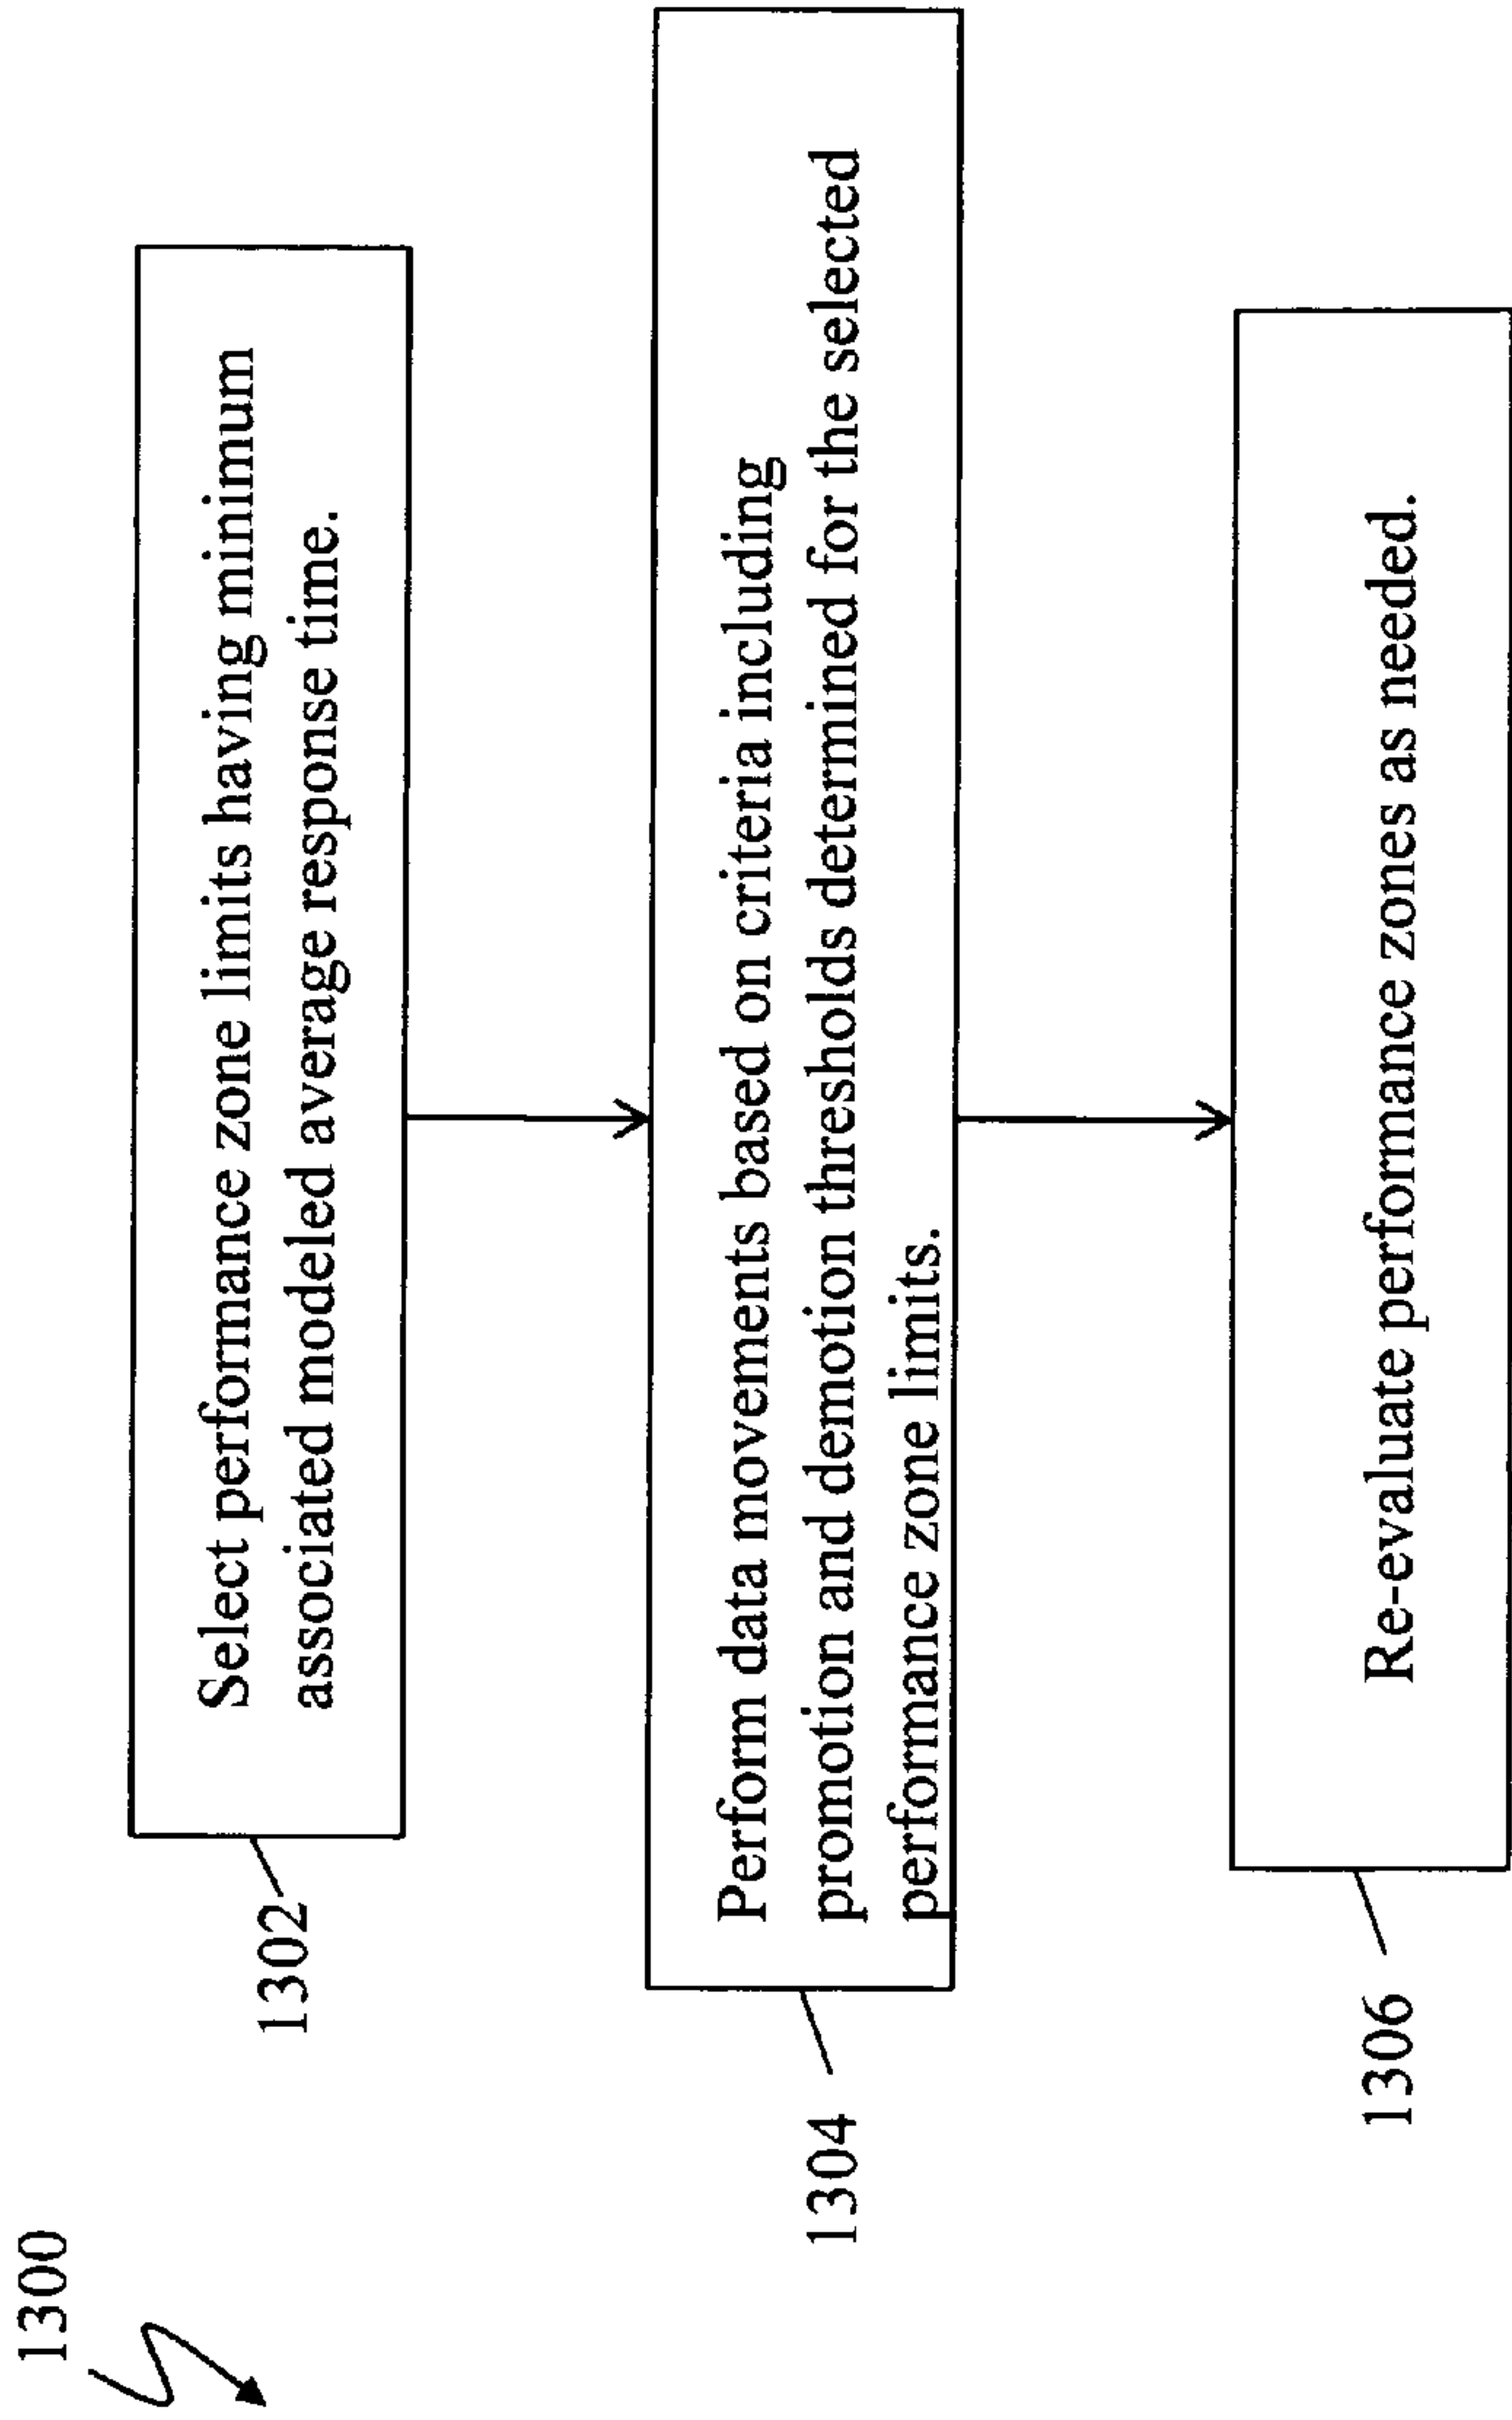 1300
1302
Select performance zone limits having minimum
associated modeled average response time.
1304
Perform data movements based on criteria including
promotion and demotion thresholds determined for the selected
performance zone limits.
1306
Re-evaluate performance zones as needed.